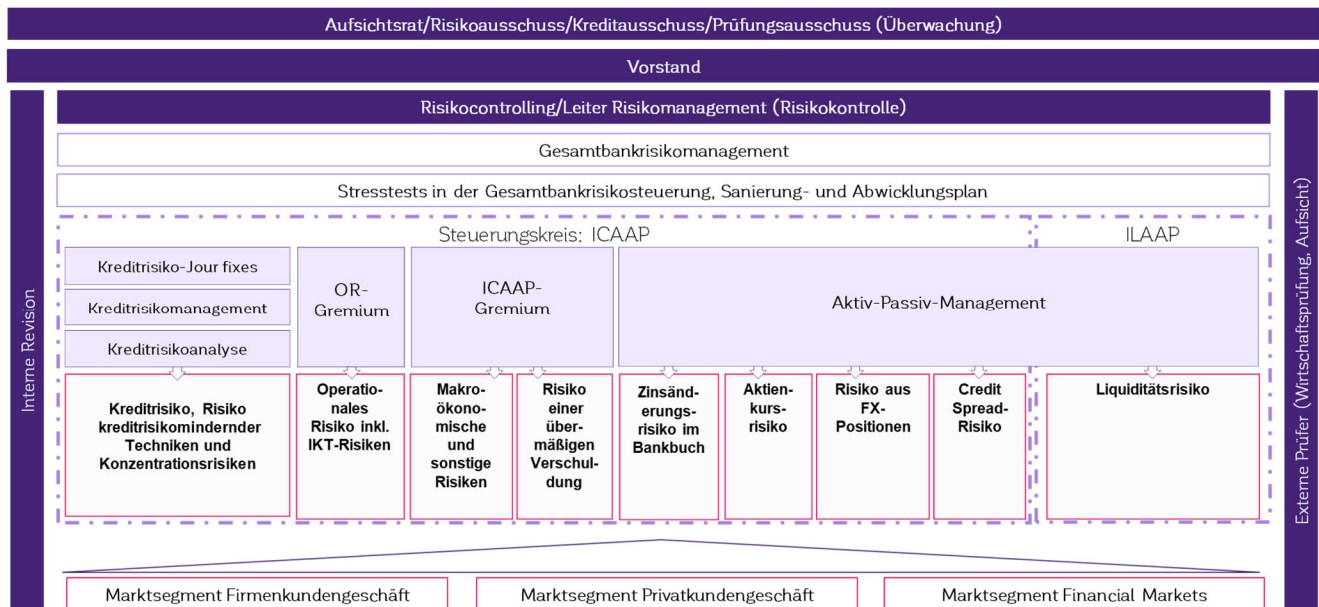 Aufsichtsrat/Risikoausschuss/Kreditausschuss/Prüfungsausschuss (Überwachung)
Vorstand
Interne Revision
Risikocontrolling/Leiter Risikomanagement (Risikokontrolle)
Gesamtbankrisikomanagement
Stresstests in der Gesamtbankrisikosteuerung, Sanierung- und Abwicklungsplan
Steuerungskreis: ICAAP
ILAAP
Kreditrisiko-Jour fixes
Kreditrisikomanagement
Kreditrisikoanalyse
OR-
Gremium
ICAAP-
Gremium
Aktiv-Passiv-Management
Kreditrisiko, Risiko
kreditrisikomindernder
Techniken und
Konzentrationsrisiken
Operatio-
nales
Risiko inkl.
IKT-Risiken
Makro-
ökono-
mische
und
sonstige
Risiken
Risiko
einer
über-
mäßigen
Verschul-
dung
Zinsänd-
erungs-
risiko im
Bankbuch
Aktien-
kurs-
risiko
Risiko aus
FX-
Positionen
Credit
Spread-
Risiko
Liquiditätsrisiko
Externe Prüfer (Wirtschaftsprüfung, Aufsicht)
Marktsegment Firmenkundengeschäft
Marktsegment Privatkundengeschäft
Marktsegment Financial Markets